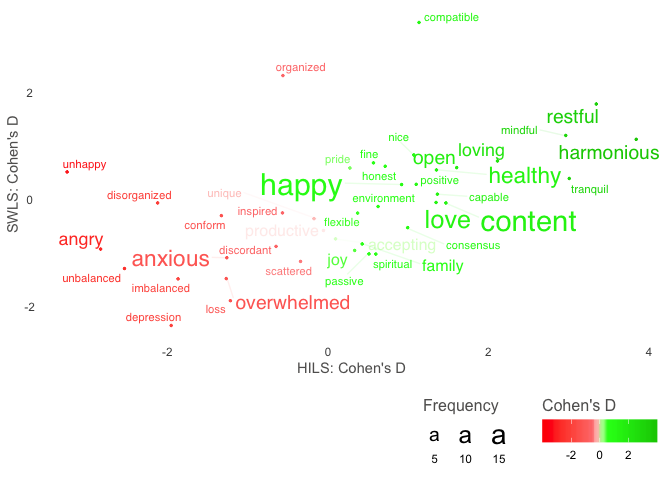 compatible
organized
2
restful
mindful
harmonious
nice
loving
fine
open
pride
unhappy
honest
healthy
happy
positive
tranquil
disorganized
unique
environment
capable
SWLS: Cohen's D
0
inspired
flexible
love
content
conform
productive
angry
discordant
accepting
consensus
anxious
joy
spiritual
family
scattered
unbalanced
imbalanced
passive
overwhelmed
loss
-2
depression
-2
0
2
4
HILS: Cohen's D
Frequency
a a a
5 10 15
Cohen's D
-2 0 2